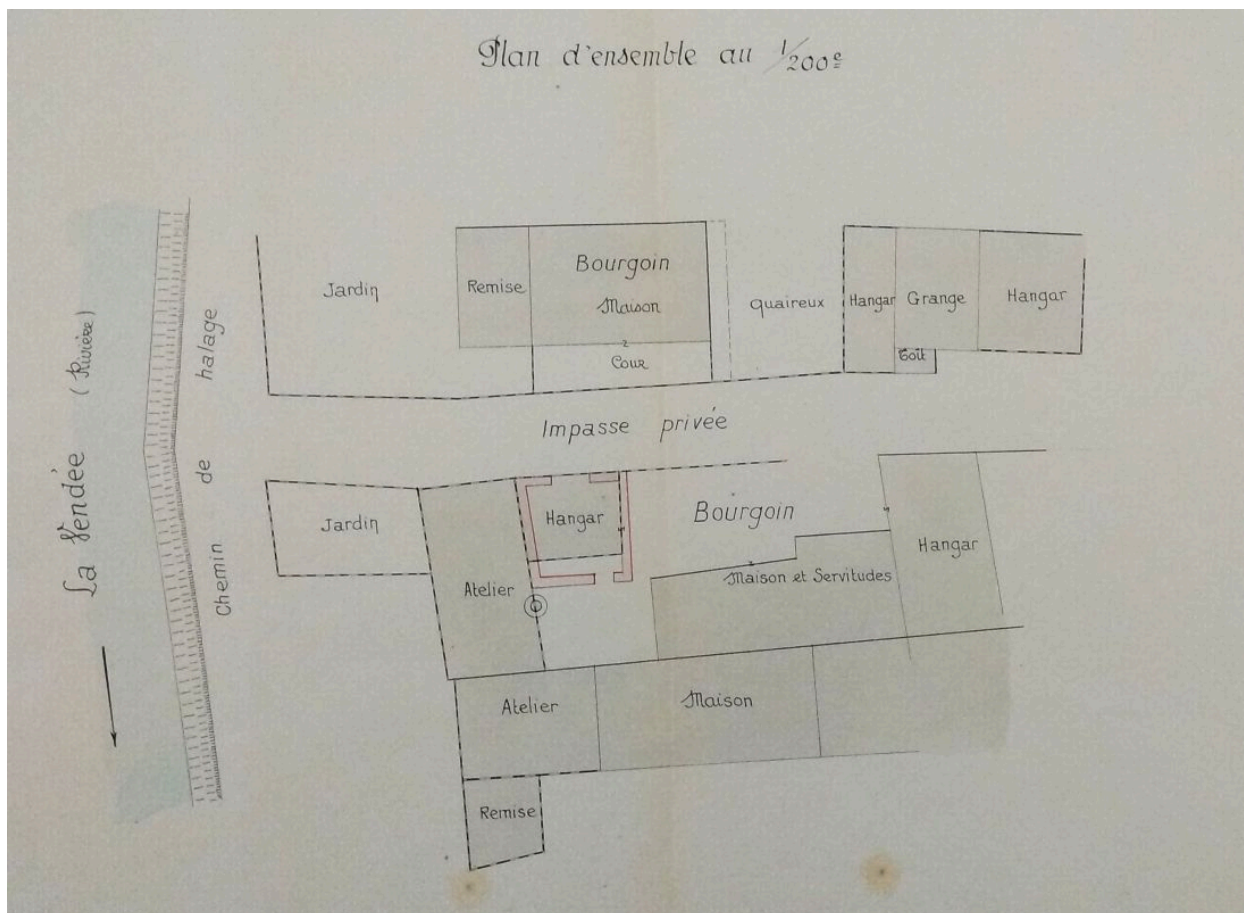 Plan d'ensemble au 1/200e
La Vendée (Rivière)
Chemin de halage
Jardin
Remise
Bourgoin
Maison
Cour
Quaireux
Hangar
Grange
Hangar
Toit
Impasse privée
Jardin
Atelier
Hangar
Bourgoin
Maison et Servitudes
Hangar
Atelier
Maison
Remise